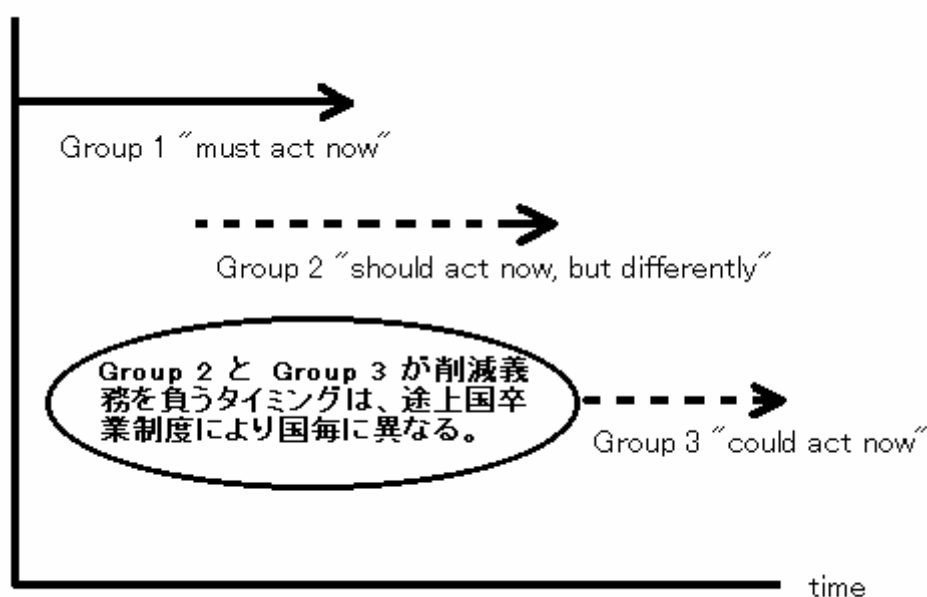 Group 1 ″must act now″
Group 2 ″should act now, but differently″
Group 2 と Group 3 が削減義
務を負うタイミングは、途上国卒
業制度により国毎に異なる。
Group 3 ″could act now″
time